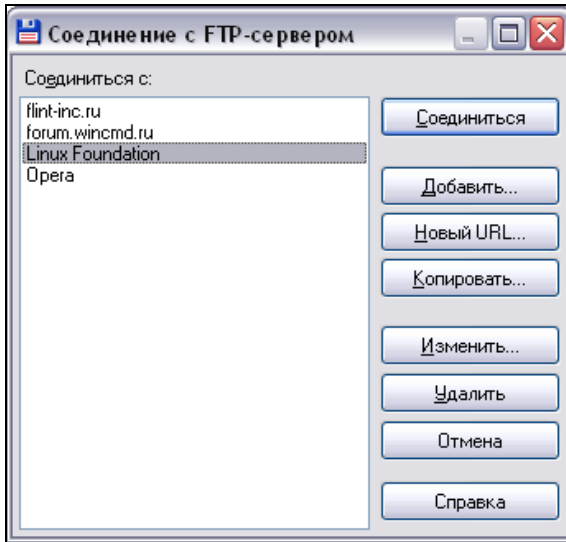 Соединение с FTP-сервером
Соединиться с:
flint-inc.ru
forum.wincmd.ru
Linux Foundation
Opera
Соединиться
Добавить...
Новый URL...
Копировать...
Изменить...
Удалить
Отмена
Справка